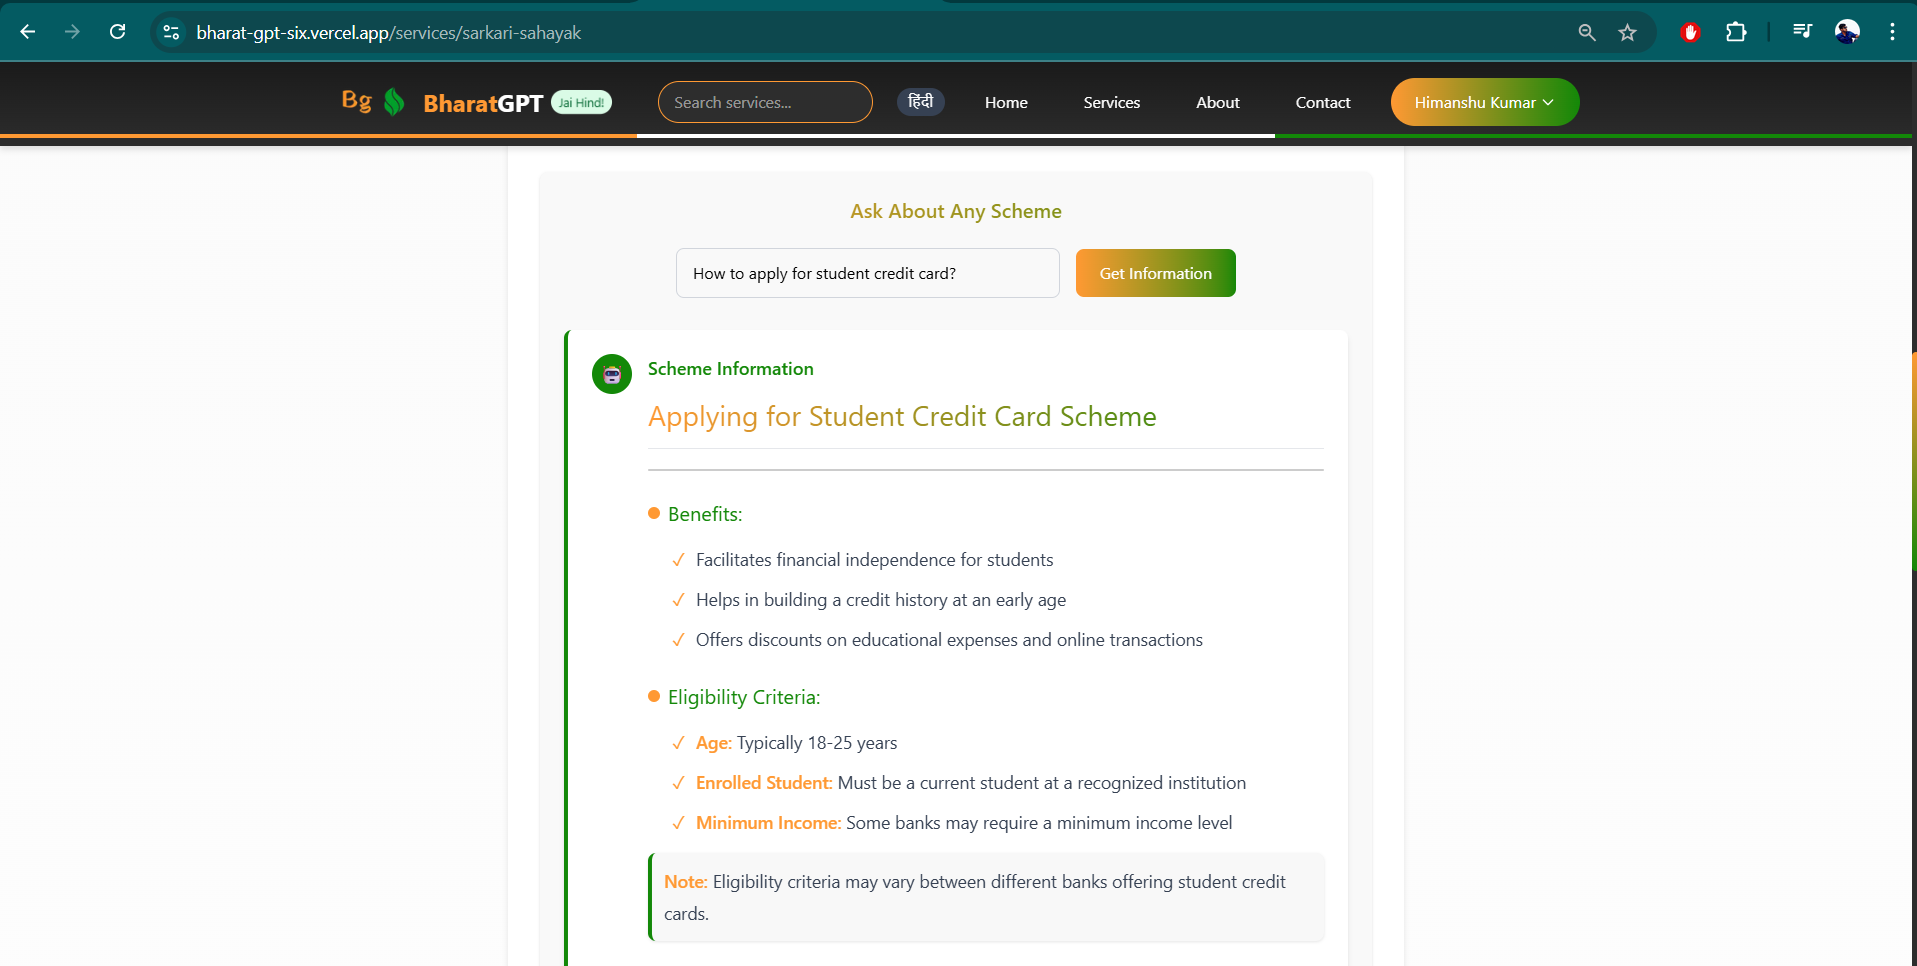 bharat-gpt-six.vercel.app/services/sarkari-sahayak
Bg BharatGPT Jai Hind! Search services... हिंदी Home Services About Contact Himanshu Kumar
Ask About Any Scheme
How to apply for student credit card? Get Information
Scheme Information
Applying for Student Credit Card Scheme
Benefits:
✓ Facilitates financial independence for students
✓ Helps in building a credit history at an early age
✓ Offers discounts on educational expenses and online transactions
Eligibility Criteria:
✓ Age: Typically 18-25 years
✓ Enrolled Student: Must be a current student at a recognized institution
✓ Minimum Income: Some banks may require a minimum income level
Note: Eligibility criteria may vary between different banks offering student credit
cards.